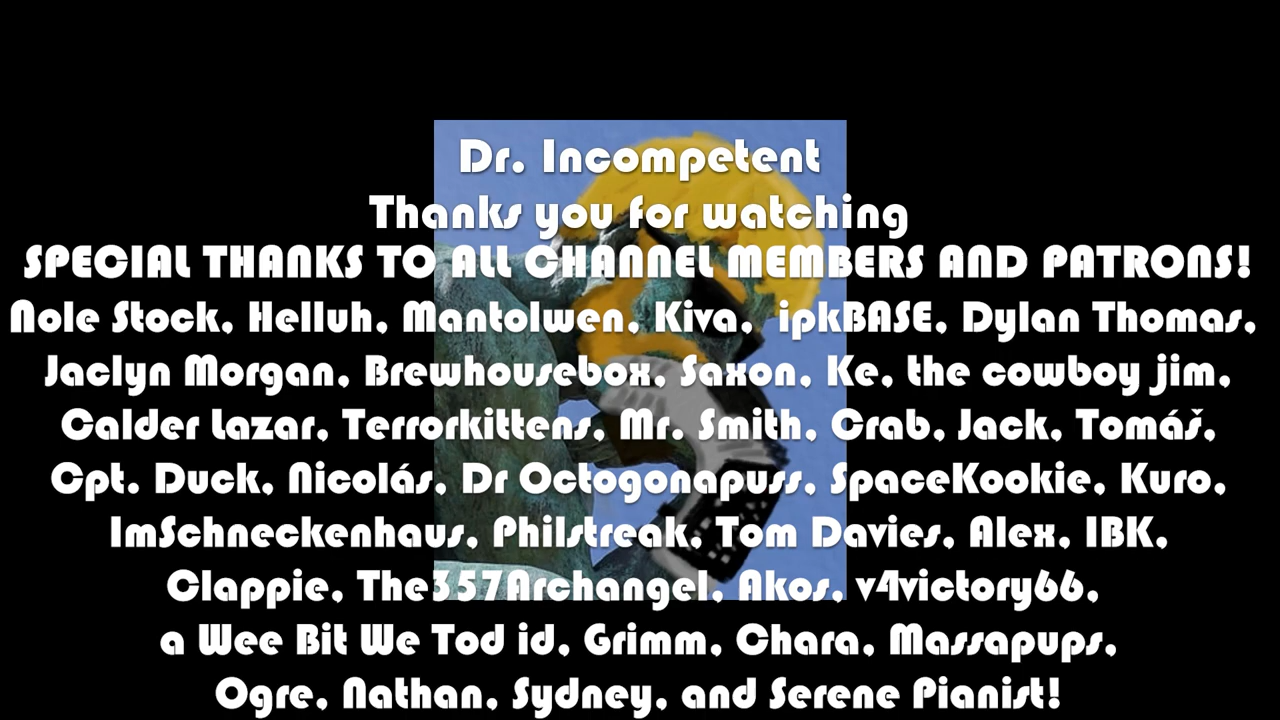 Dr. Incompetent
Thanks you for watching
SPECIAL THANKS TO ALL CHANNEL MEMBERS AND PATRONS!
Nole Stock, Helluh, Mantolwen, Kiva, ipkBASE, Dylan Thomas,
Jaclyn Morgan, Brewhousebox, Saxon, Ke, the cowboy jim,
Calder Lazar, Terrorkittens, Mr. Smith, Crab, Jack, Tomáš,
Cpt. Duck, Nicolás, Dr Octogonapuss, SpaceKookie, Kuro,
ImSchneckenhaus, Philstreak, Tom Davies, Alex, IBK,
Clappie, The357Archangel, Akos, v4victory66,
a Wee Bit We Tod id, Grimm, Chara, Massapups,
Ogre, Nathan, Sydney, and Serene Pianist!